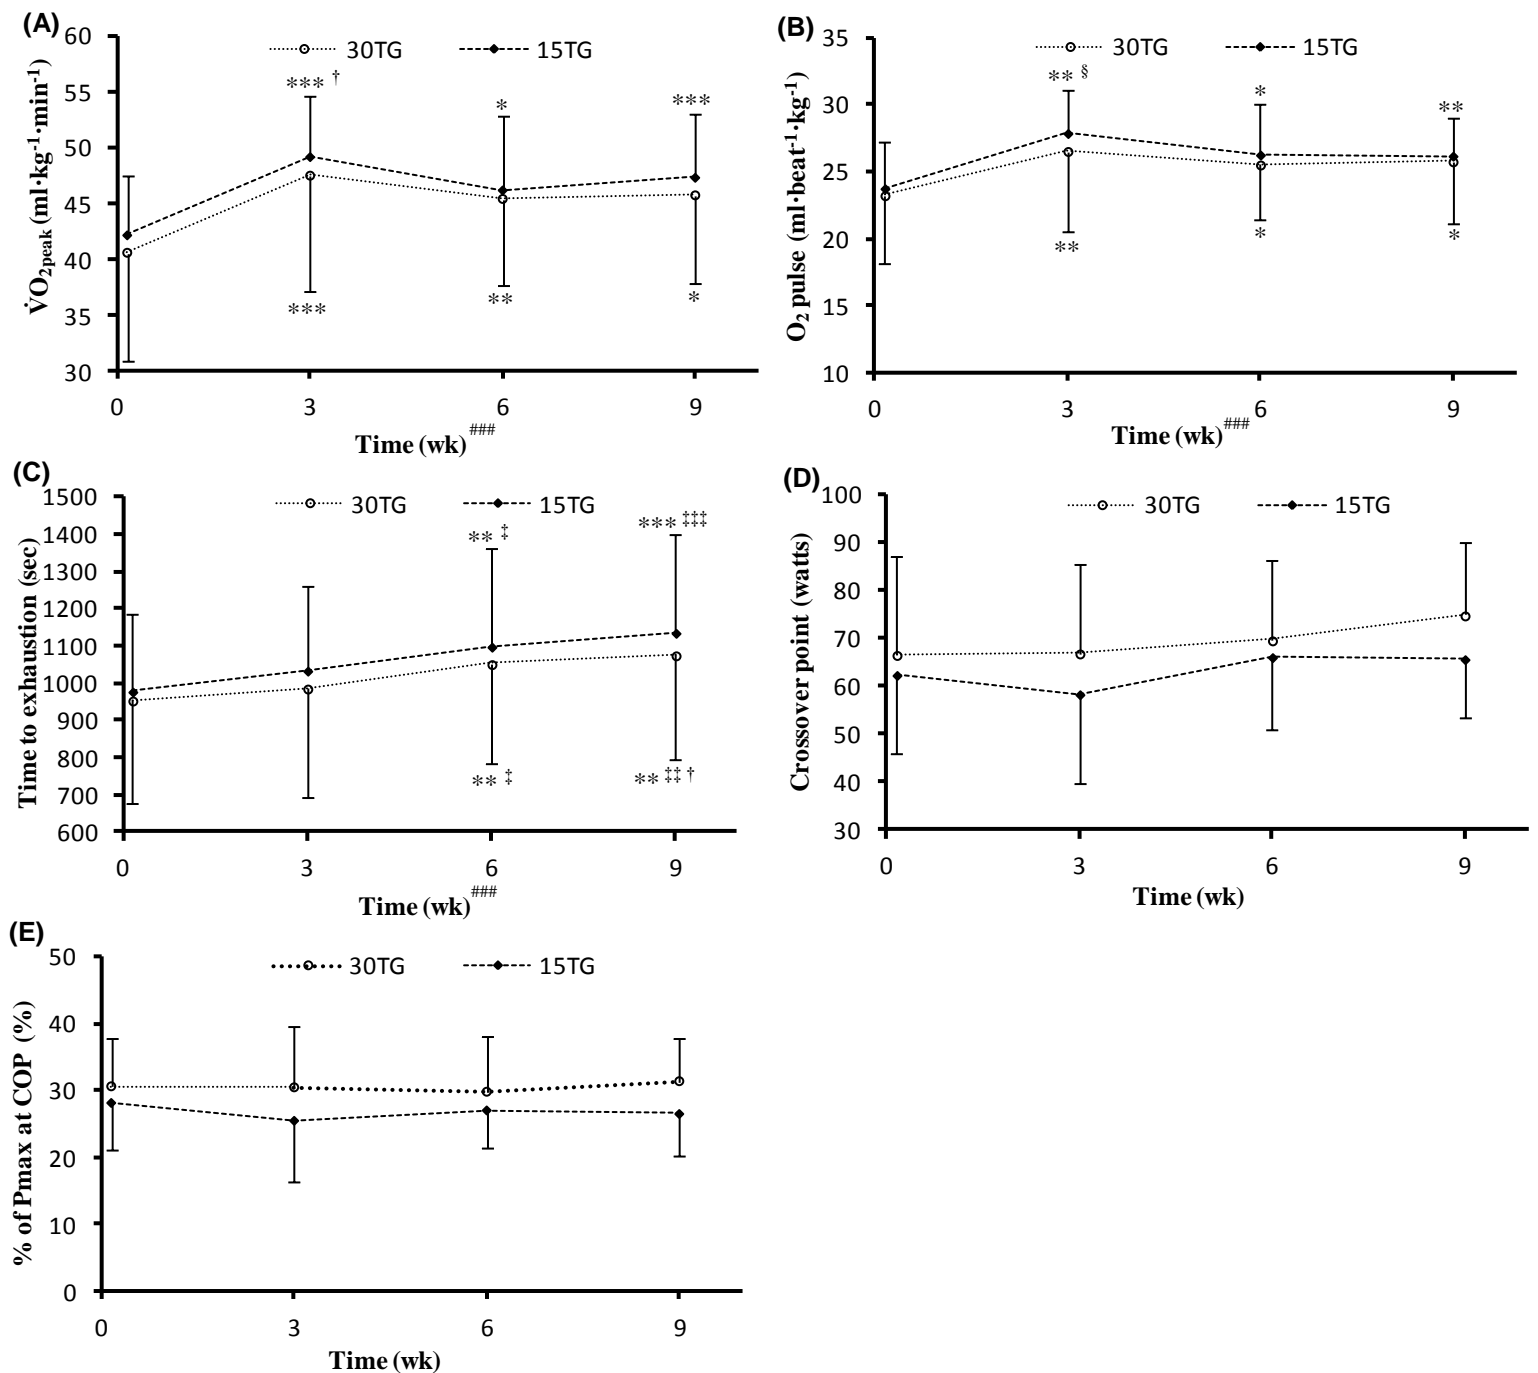 (A)
60
55
50
45
40
35
30
V̇O2peak (ml·kg-1·min-1)
30TG 15TG
*** †
*
***
***
**
*
0 3 6 9
Time (wk)###
(B)
35
30
25
20
15
10
O2 pulse (ml·beat-1·kg-1)
30TG 15TG
** §
*
**
**
*
*
0 3 6 9
Time (wk)###
(C)
1500
1400
1300
1200
1100
1000
900
800
700
600
Time to exhaustion (sec)
30TG 15TG
** ‡
*** ‡‡‡
** ‡
** ‡‡ †
0 3 6 9
Time (wk)###
(D)
100
90
80
70
60
50
40
30
Crossover point (watts)
30TG 15TG
0 3 6 9
Time (wk)
(E)
50
40
30
20
10
0
% of Pmax at COP (%)
30TG 15TG
0 3 6 9
Time (wk)